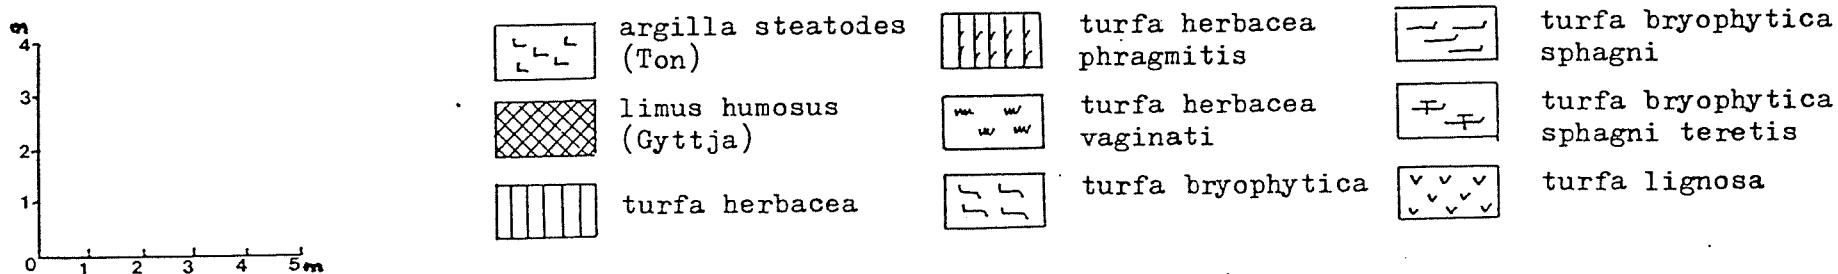 m
4
3
2
1
0 1 2 3 4 5 m
argilla steatodes
(Ton)
limus humosus
(Gyttja)
turfa herbacea
turfa herbacea
phragmitis
turfa herbacea
vaginati
turfa bryophytica
turfa bryophytica
sphagni
turfa bryophytica
sphagni teretis
turfa lignosa